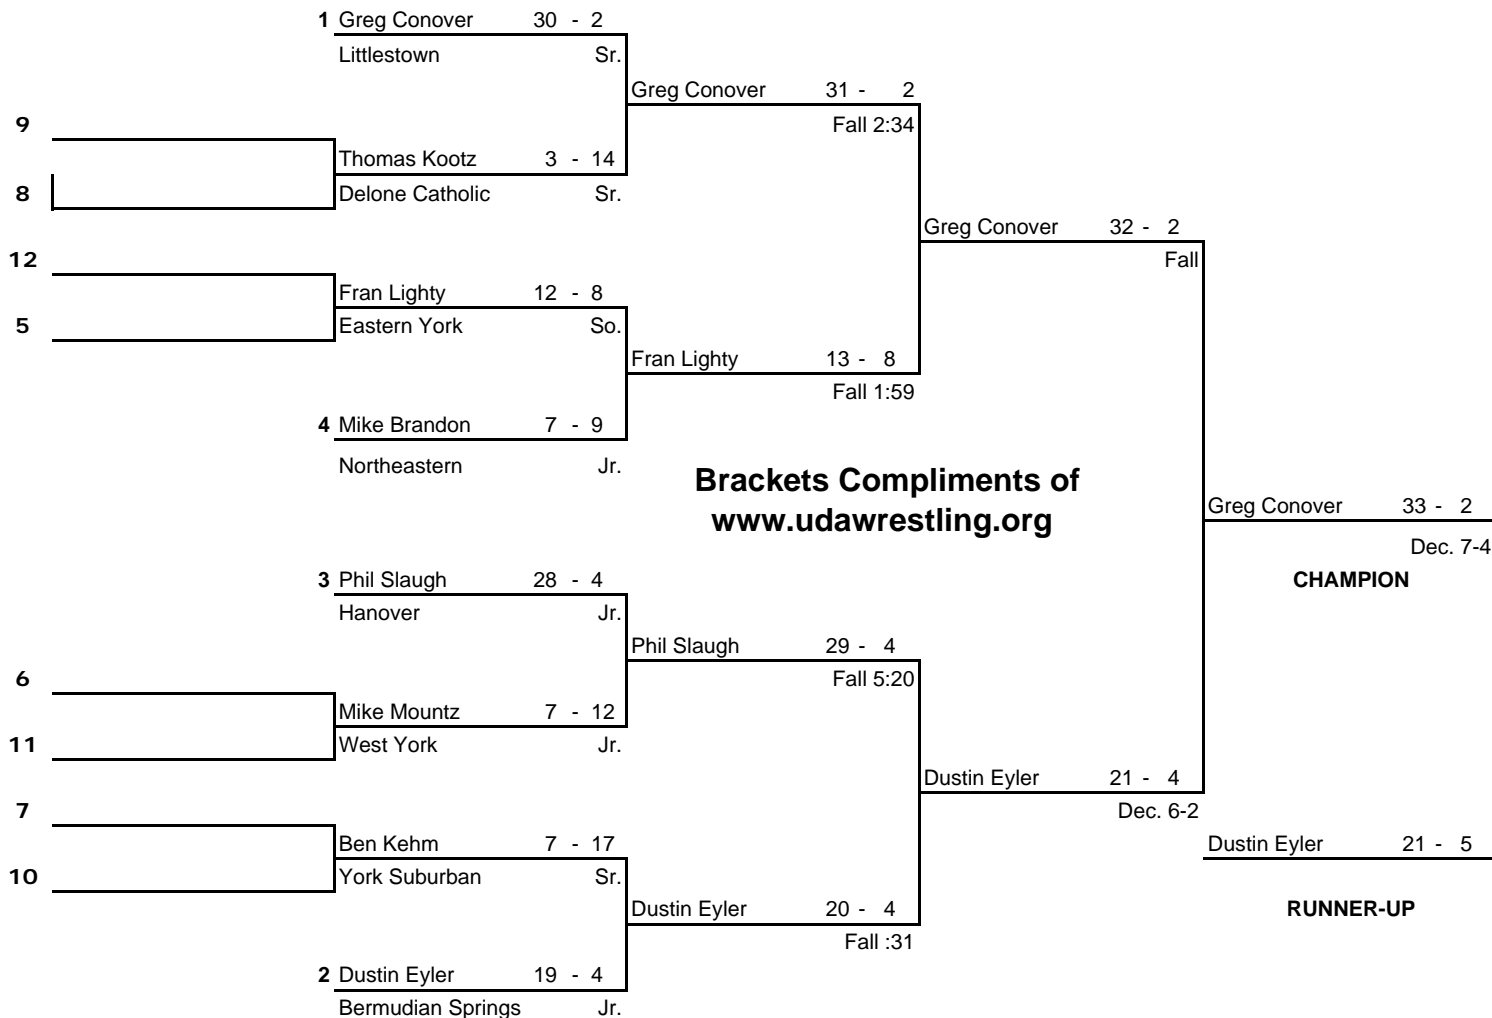 1 Greg Conover 30 - 2
Littlestown Sr.
Greg Conover 31 - 2
9
Fall 2:34
Thomas Kootz 3 - 14
8
Delone Catholic Sr.
Greg Conover 32 - 2
12
Fall
Fran Lighty 12 - 8
5
Eastern York So.
Fran Lighty 13 - 8
Fall 1:59
4 Mike Brandon 7 - 9
Northeastern Jr.
Brackets Compliments of
www.udawrestling.org
Greg Conover 33 - 2
Dec. 7-4
CHAMPION
3 Phil Slaugh 28 - 4
Hanover Jr.
Phil Slaugh 29 - 4
6
Fall 5:20
Mike Mountz 7 - 12
11
West York Jr.
Dustin Eyler 21 - 4
7
Dec. 6-2
Ben Kehm 7 - 17
Dustin Eyler 21 - 5
10
York Suburban Sr.
Dustin Eyler 20 - 4
RUNNER-UP
Fall :31
2 Dustin Eyler 19 - 4
Bermudian Springs Jr.